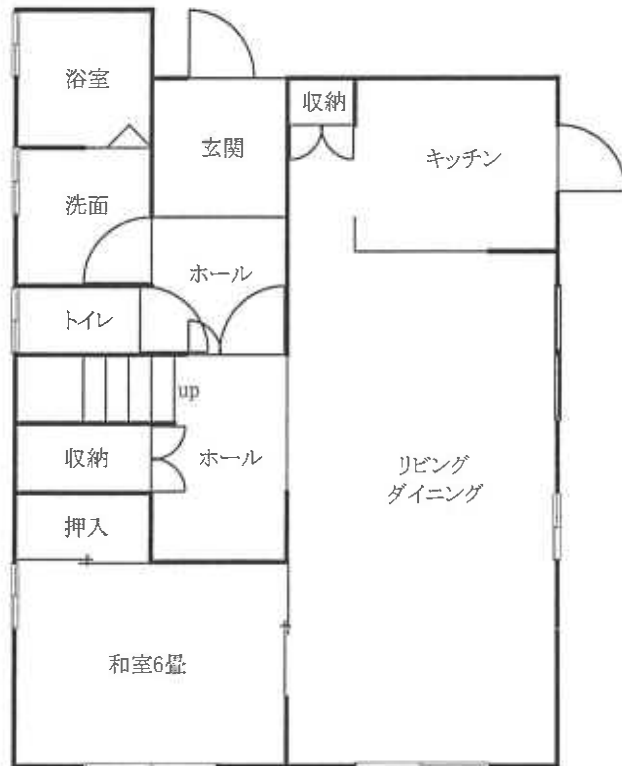 浴室
収納
玄関
キッチン
洗面
ホール
トイレ
up
収納
ホール
リビング
ダイニング
押入
和室6畳